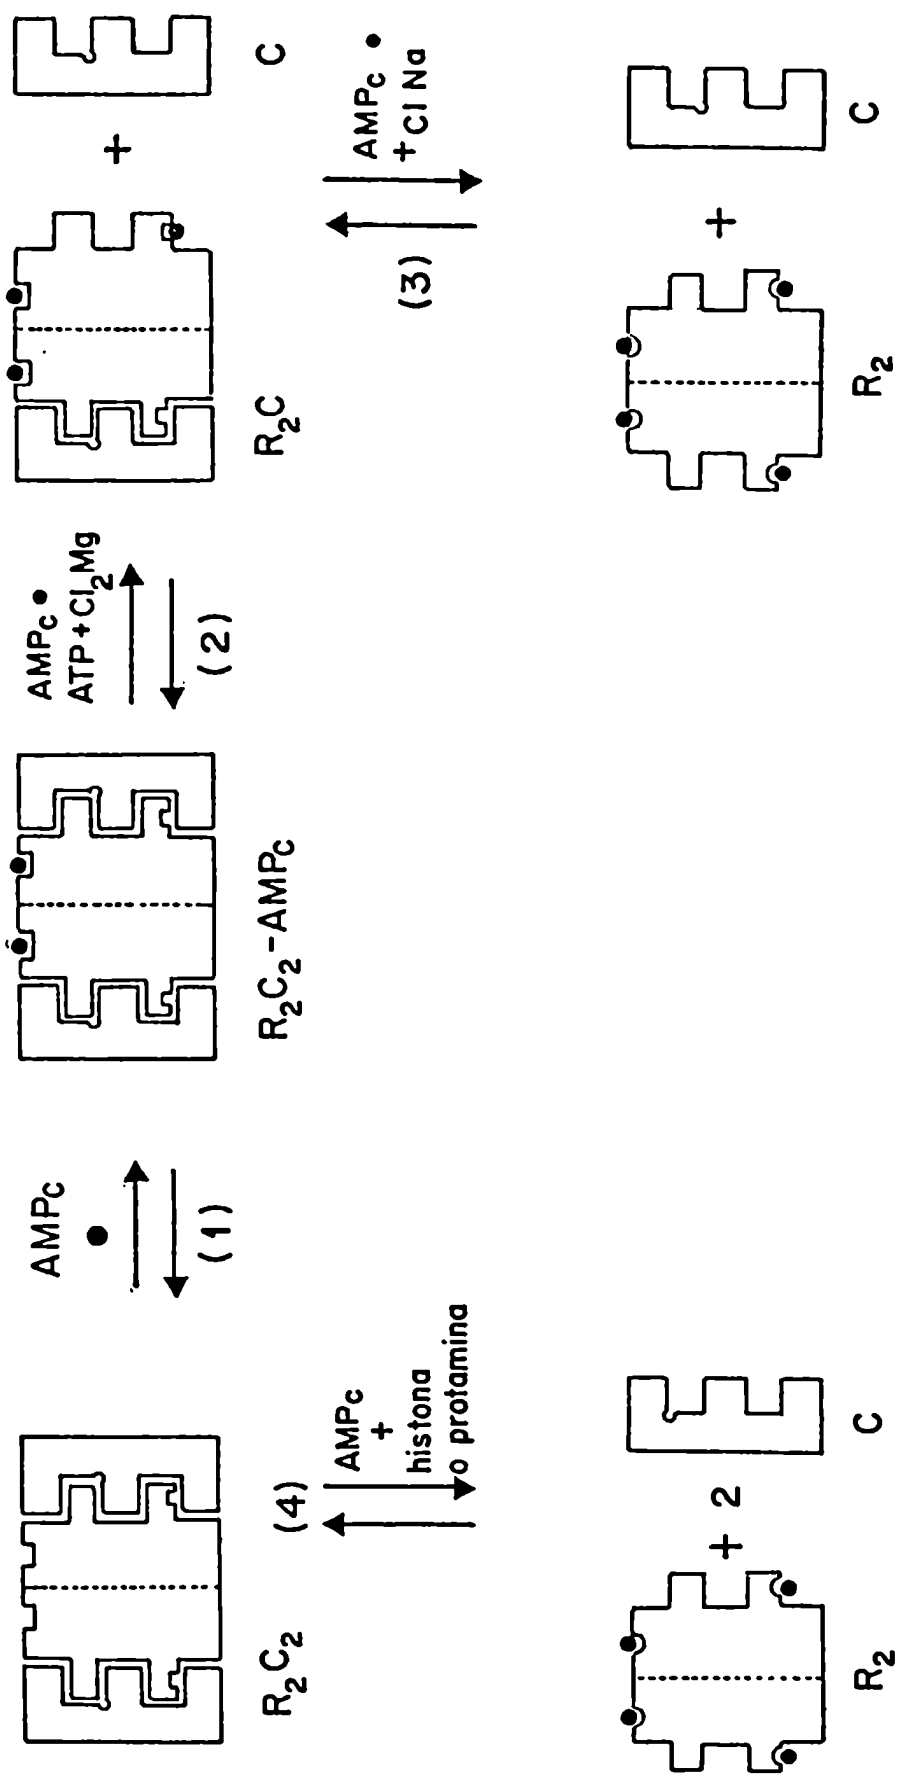 AMPc
AMPc •
ATP+Cl₂Mg
(1)
(2)
R₂C₂
R₂C₂-AMPc
R₂C
+
C
(4)
AMPc
+
histona
o protamina
(3)
AMPc •
+ClNa
R₂
+ 2
C
R₂
+
C